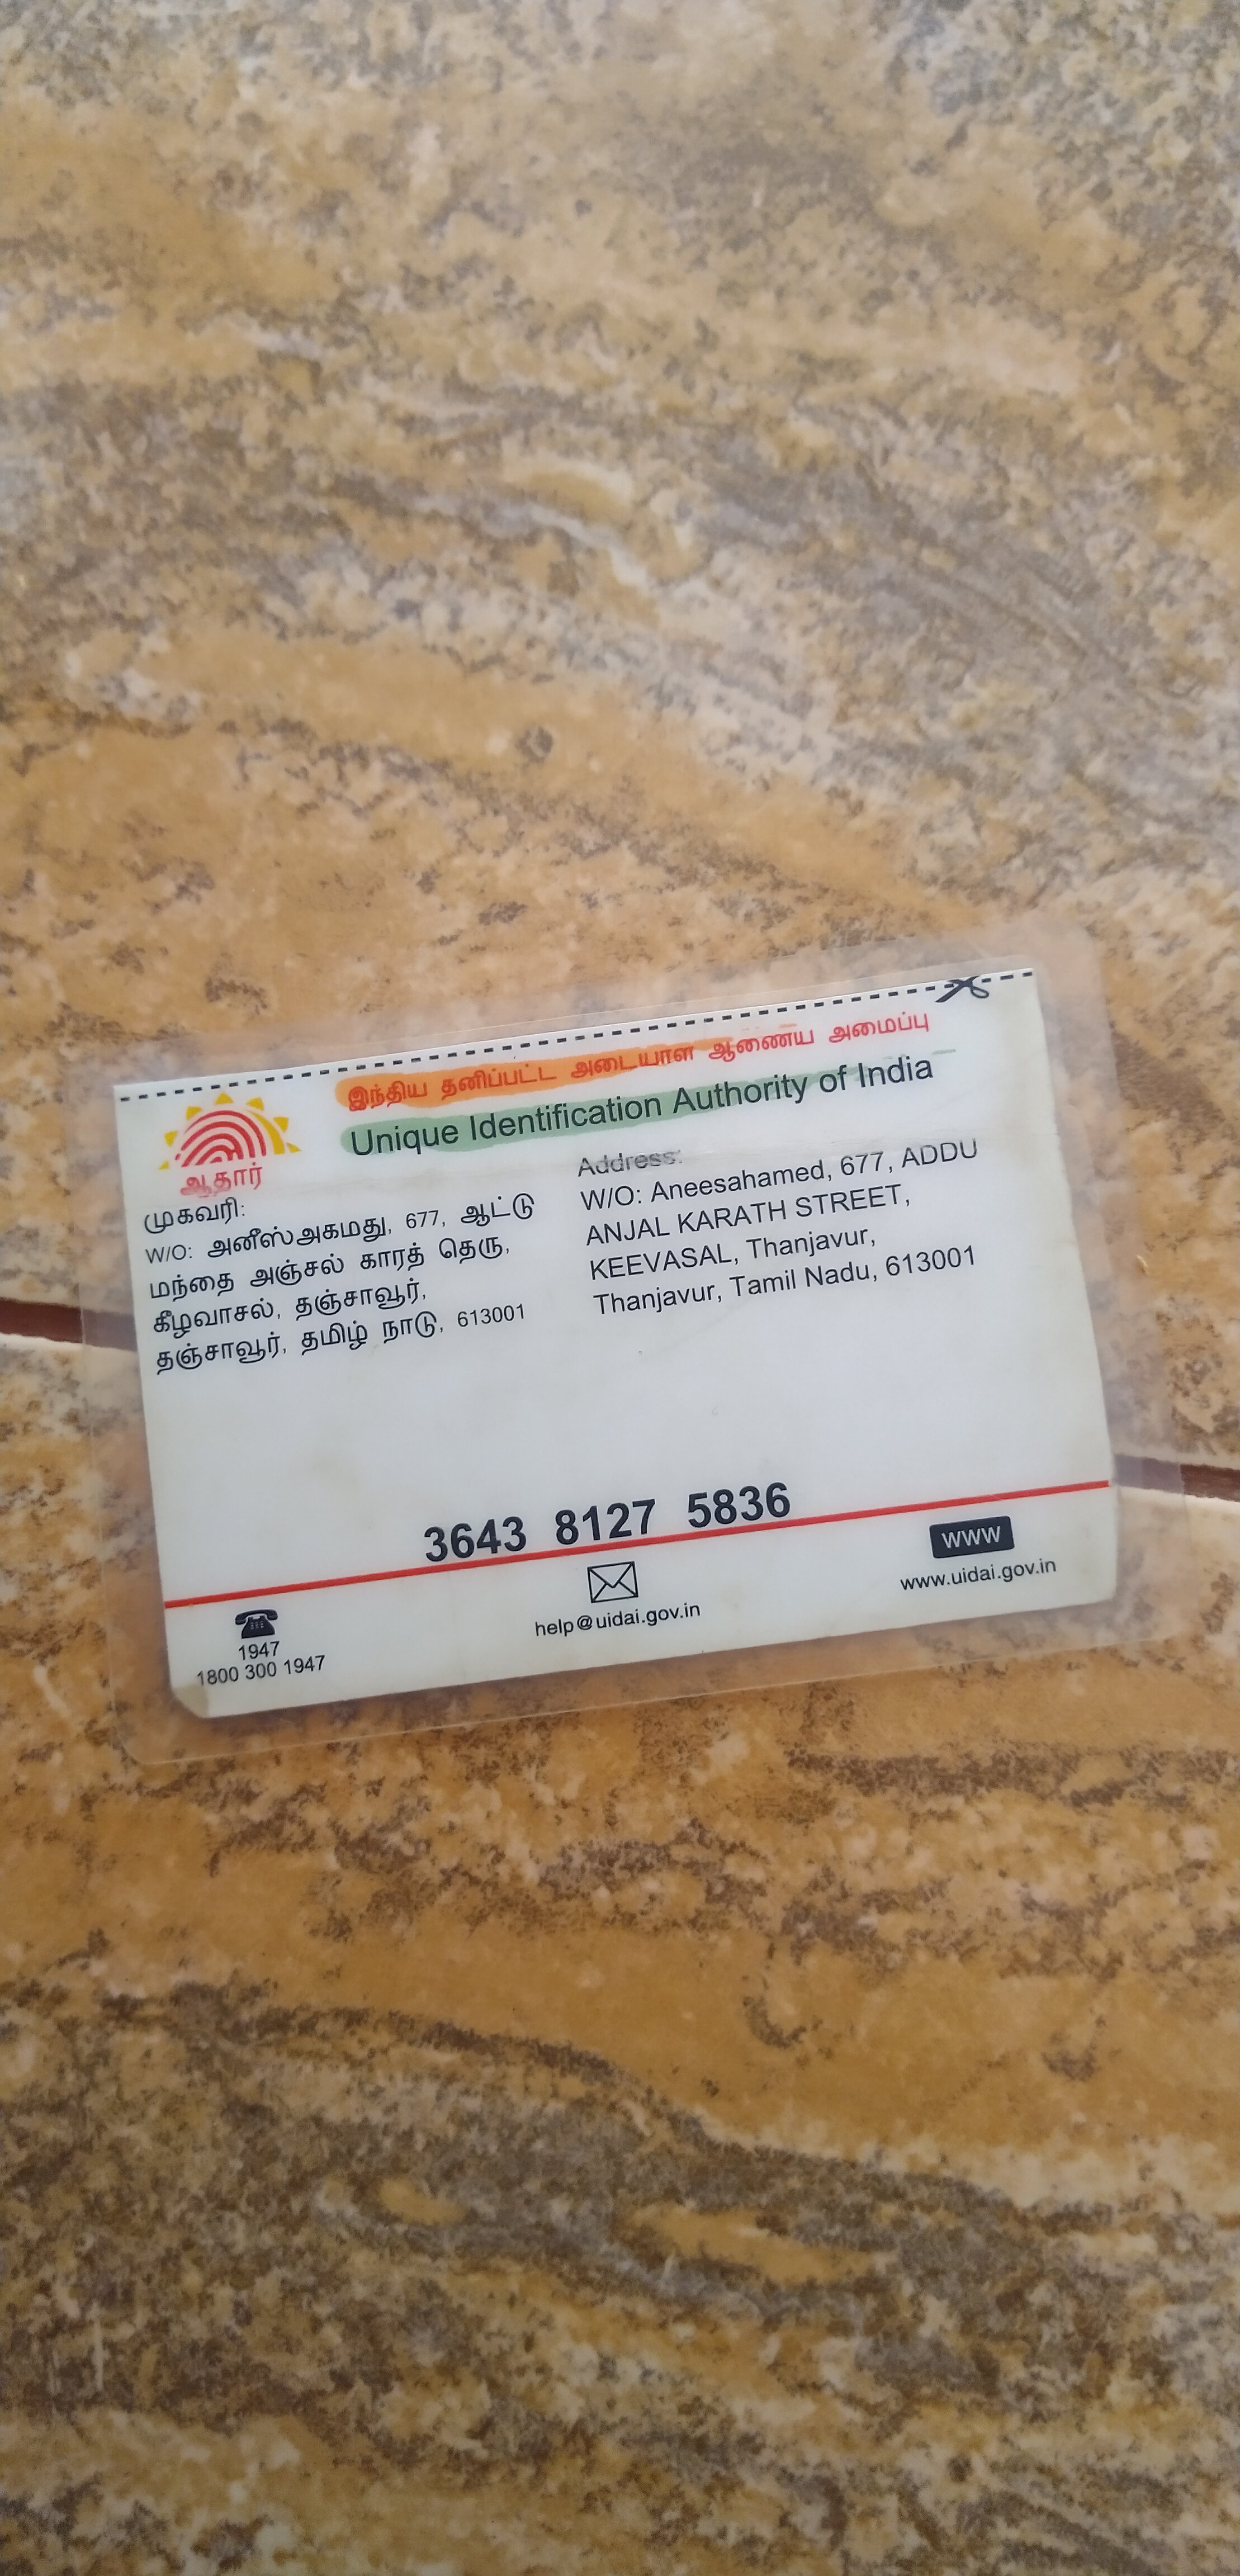 இந்திய தனிப்பட்ட அடையாள ஆணைய அமைப்பு
Unique Identification Authority of India
ஆதார்
முகவரி:
W/O: அனீஸ்அகமது, 677, ஆட்டு
மந்தை அஞ்சல் காரத் தெரு,
கீழவாசல், தஞ்சாவூர்,
தஞ்சாவூர், தமிழ் நாடு, 613001
Address:
W/O: Aneesahamed, 677, ADDU
ANJAL KARATH STREET,
KEEVASAL, Thanjavur,
Thanjavur, Tamil Nadu, 613001
3643 8127 5836
1947
1800 300 1947
help@uidai.gov.in
WWW
www.uidai.gov.in